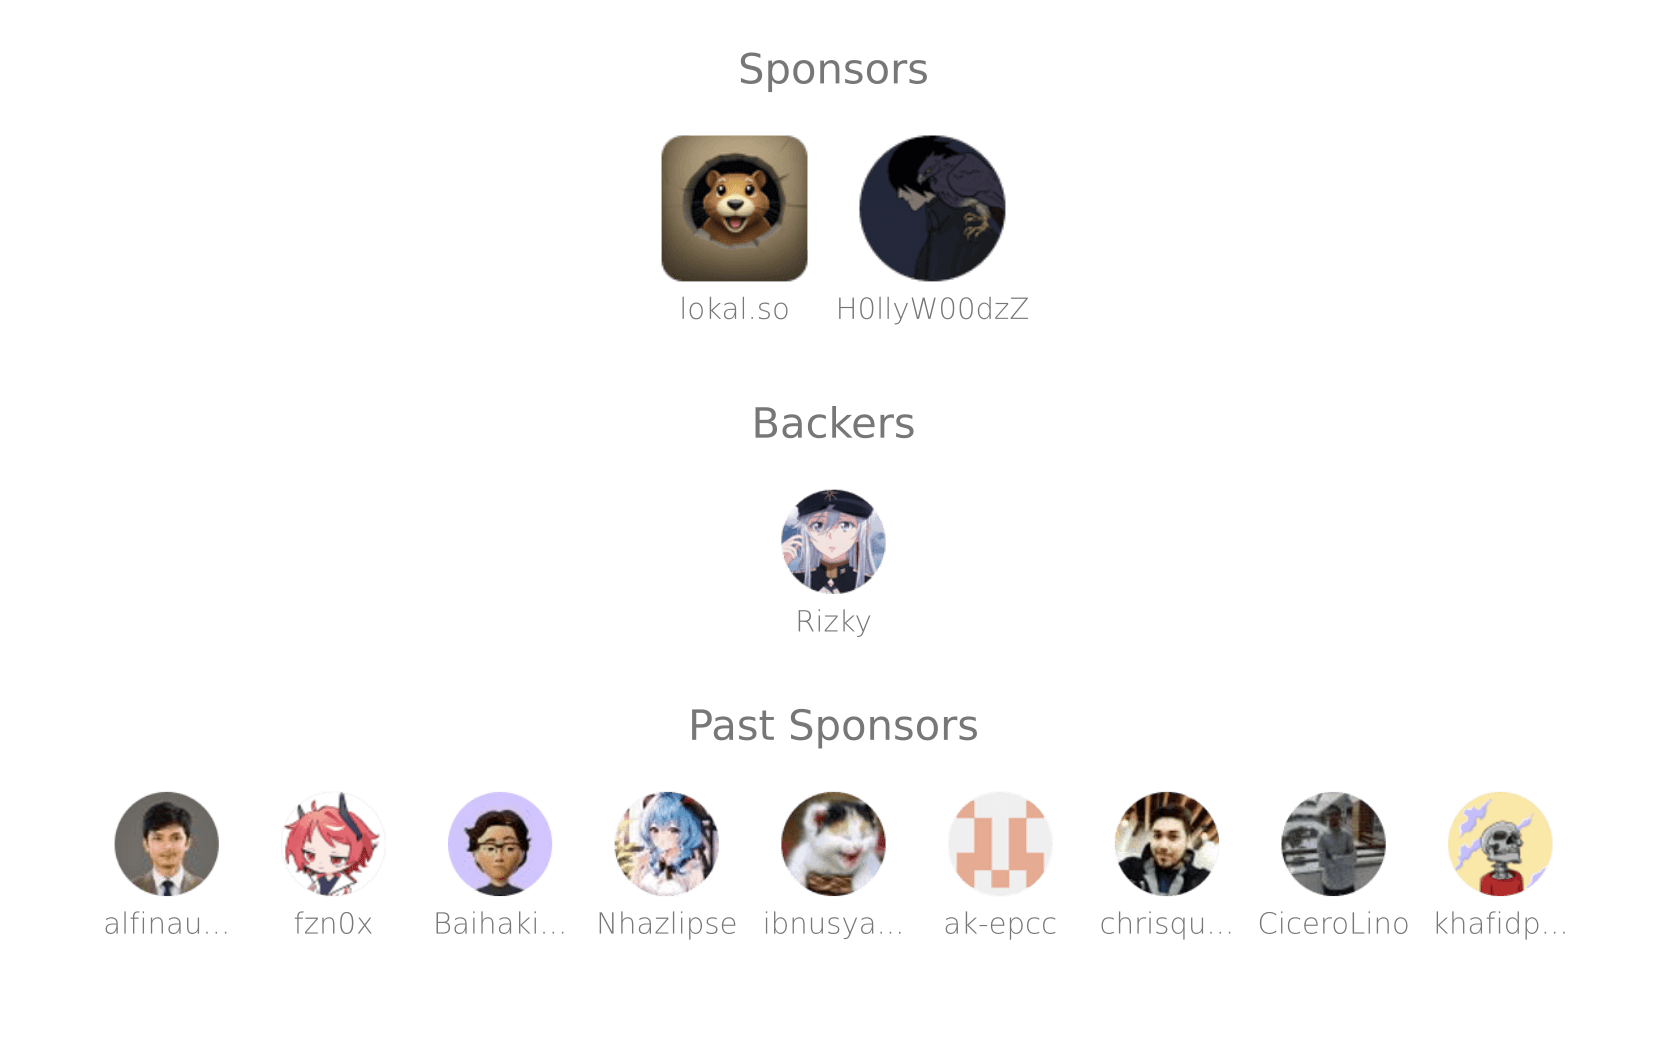 Sponsors
lokal.so H0llyW00dzZ
Backers
Rizky
Past Sponsors
alfinau... fzn0x Baihaki... Nhazlipse ibnusya... ak-epcc chrisqu... CiceroLino khafidp...